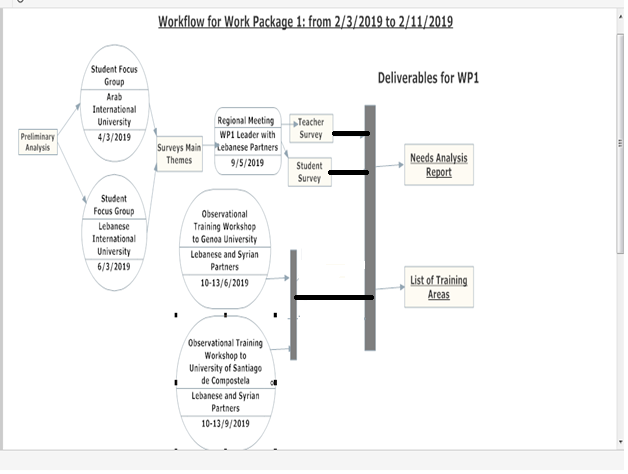 Workflow for Work Package 1: from 2/3/2019 to 2/11/2019
Deliverables for WP1
Preliminary
Analysis
Student Focus
Group
Arab
International
University
4/3/2019
Student
Focus Group
Lebanese
International
University
6/3/2019
Surveys Main
Themes
Regional Meeting
WP1 Leader with
Lebanese Partners
9/5/2019
Teacher
Survey
Student
Survey
Needs Analysis
Report
Observational
Training Workshop
to Genoa University
Lebanese and Syrian
Partners
10-13/6/2019
List of Training
Areas
Observational Training
Workshop to
University of Santiago
de Compostela
Lebanese and Syrian
Partners
10-13/9/2019